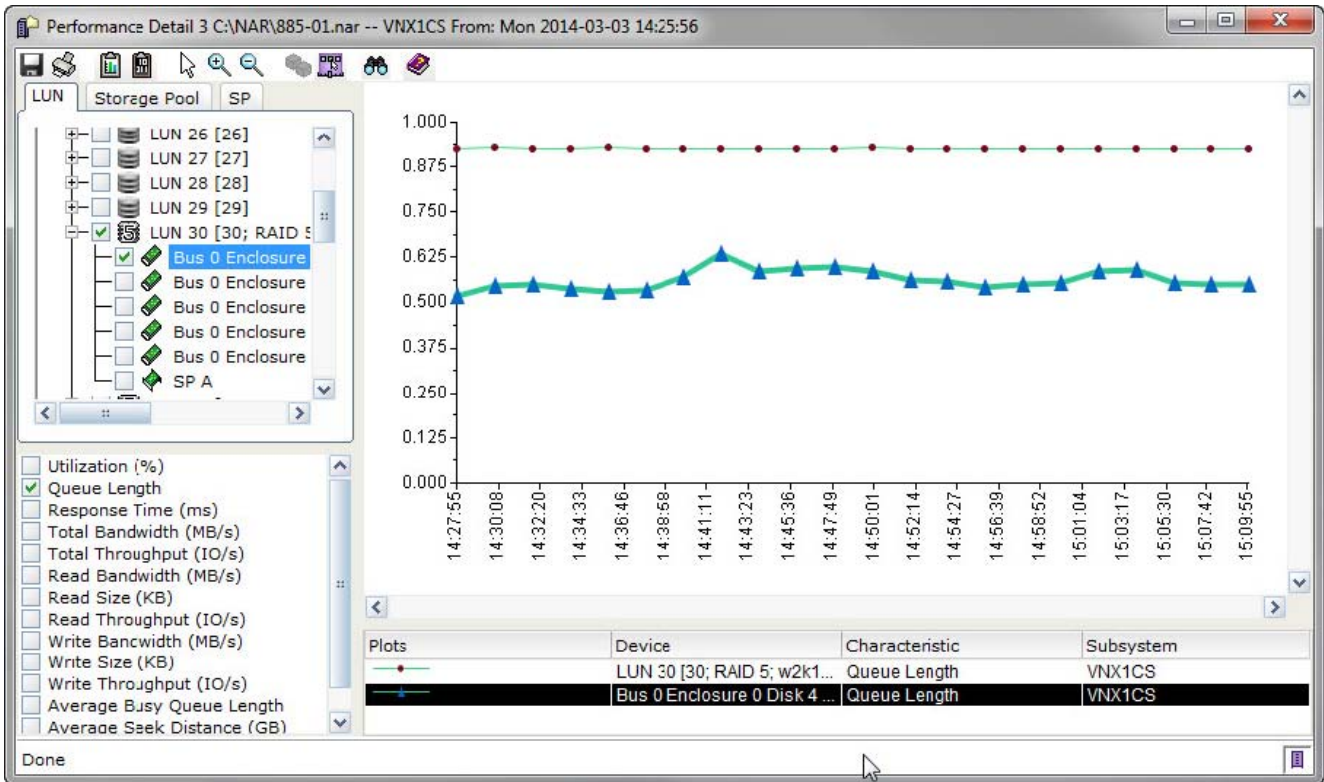 Performance Detail 3 C:\NAR\885-01.nar -- VNX1CS From: Mon 2014-03-03 14:25:56
LUN
Storage Pool
SP
LUN 26 [26]
LUN 27 [27]
LUN 28 [28]
LUN 29 [29]
LUN 30 [30; RAID 5
Bus 0 Enclosure
Bus 0 Enclosure
Bus 0 Enclosure
Bus 0 Enclosure
Bus 0 Enclosure
SP A
Utilization (%)
Queue Length
Response Time (ms)
Total Bandwidth (MB/s)
Total Throughput (IO/s)
Read Bandwidth (MB/s)
Read Size (KB)
Read Throughput (IO/s)
Write Bandwidth (MB/s)
Write Size (KB)
Write Throughput (IO/s)
Average Busy Queue Length
Average Seek Distance (GB)
1.000
0.875
0.750
0.625
0.500
0.375
0.250
0.125
0.000
14:27:55
14:30:08
14:32:20
14:34:33
14:36:46
14:38:58
14:41:11
14:43:23
14:45:36
14:47:49
14:50:01
14:52:14
14:54:27
14:56:39
14:58:52
15:01:04
15:03:17
15:05:30
15:07:42
15:09:55
Plots Device Characteristic Subsystem
LUN 30 [30; RAID 5; w2k1... Queue Length VNX1CS
Bus 0 Enclosure 0 Disk 4 ... Queue Length VNX1CS
Done